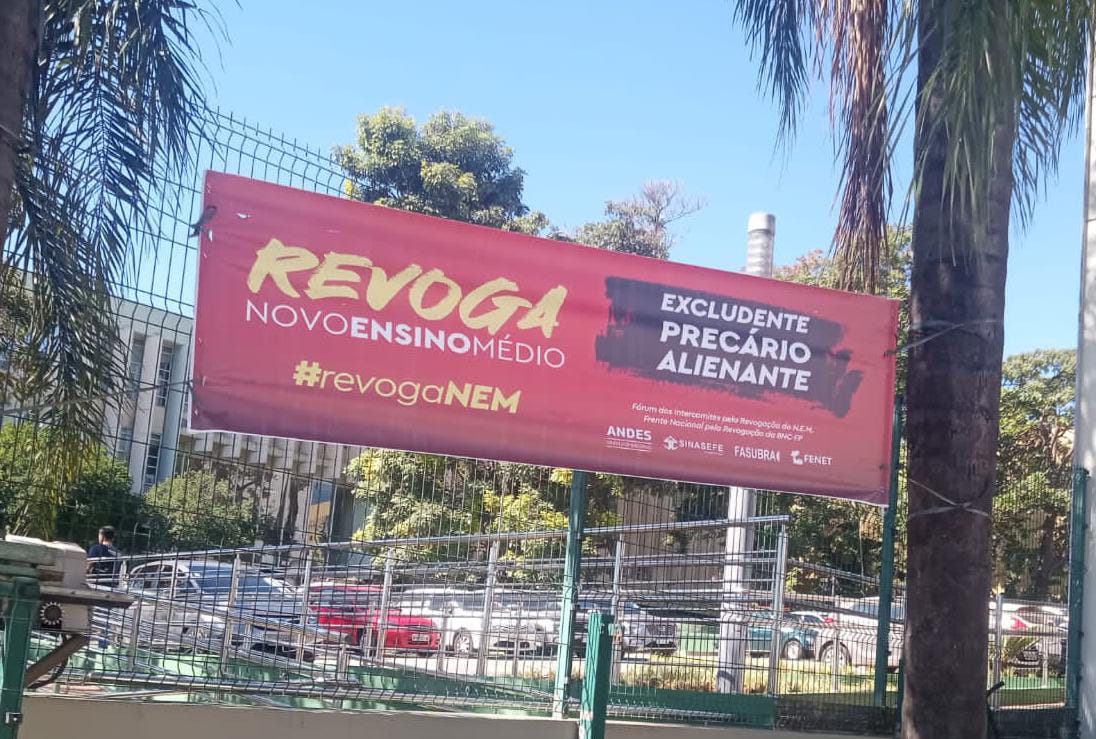 REVOGA
NOVOENSINOMÉDIO
#revogaNEM
EXCLUDENTE
PRECÁRIO
ALIENANTE
Fórum dos Intercomites pela Revogação do N.E.M.
Frente Nacional pela Revogação da BNC-FP
ANDES
SINASEFE
FASUBRA
FENET